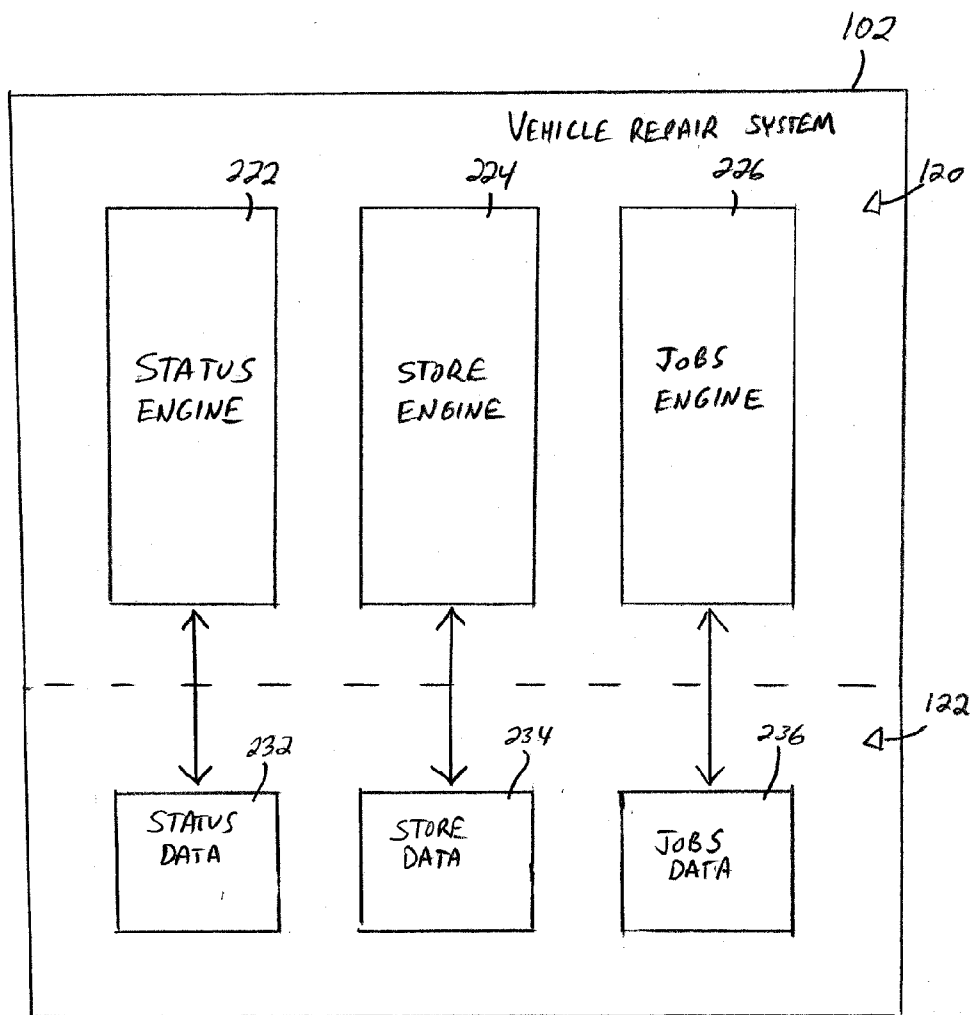 102
VEHICLE REPAIR SYSTEM
222
224
226
120
STATUS
ENGINE
STORE
ENGINE
JOBS
ENGINE
122
232
234
236
STATUS
DATA
STORE
DATA
JOBS
DATA